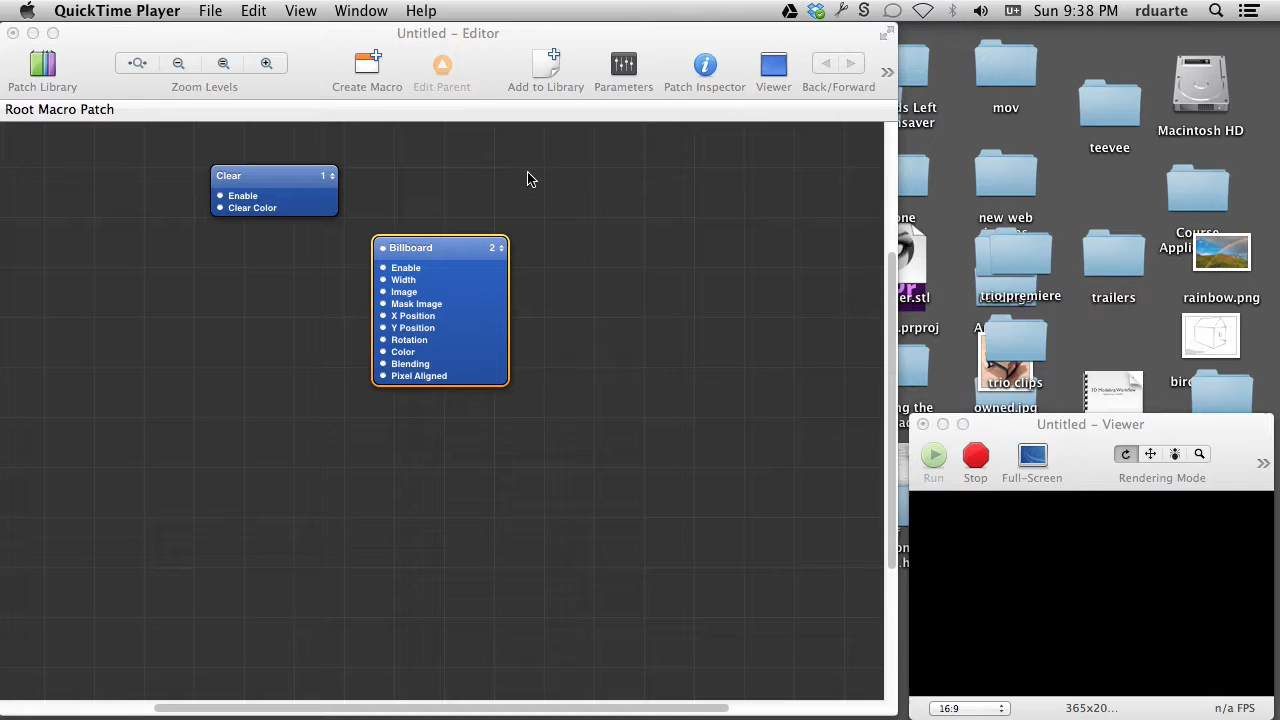 QuickTime Player File Edit View Window Help
Sun 9:38 PM rduarte
Untitled – Editor
Patch Library
Zoom Levels
Create Macro
Edit Parent
Add to Library
Parameters
Patch Inspector
Viewer
Back/Forward
Root Macro Patch
Clear 1
Enable
Clear Color
Billboard 2
Enable
Width
Image
Mask Image
X Position
Y Position
Rotation
Color
Blending
Pixel Aligned
mov
teevee
Macintosh HD
new web
trio premiere
trailers
rainbow.png
trio clips
owned.jpg
3D Modeling Workflow
Untitled – Viewer
Run
Stop
Full-Screen
Rendering Mode
16:9
365x20...
n/a FPS